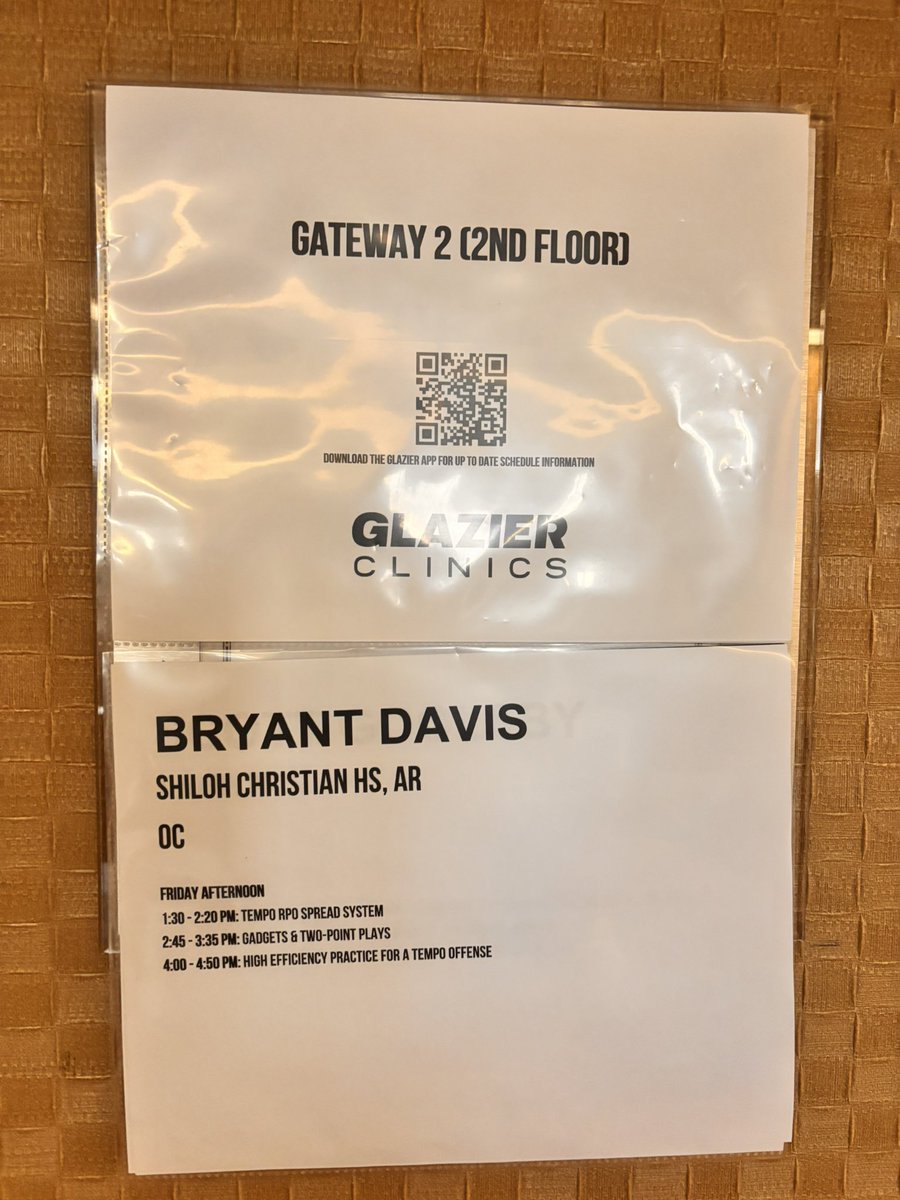 GATEWAY 2 (2ND FLOOR)
DOWNLOAD THE GLAZIER APP FOR UP TO DATE SCHEDULE INFORMATION
GLAZIER
CLINICS
BRYANT DAVIS
SHILOH CHRISTIAN HS, AR
OC
FRIDAY AFTERNOON
1:30 - 2:20 PM: TEMPO RPO SPREAD SYSTEM
2:45 - 3:35 PM: GADGETS & TWO-POINT PLAYS
4:00 - 4:50 PM: HIGH EFFICIENCY PRACTICE FOR A TEMPO OFFENSE